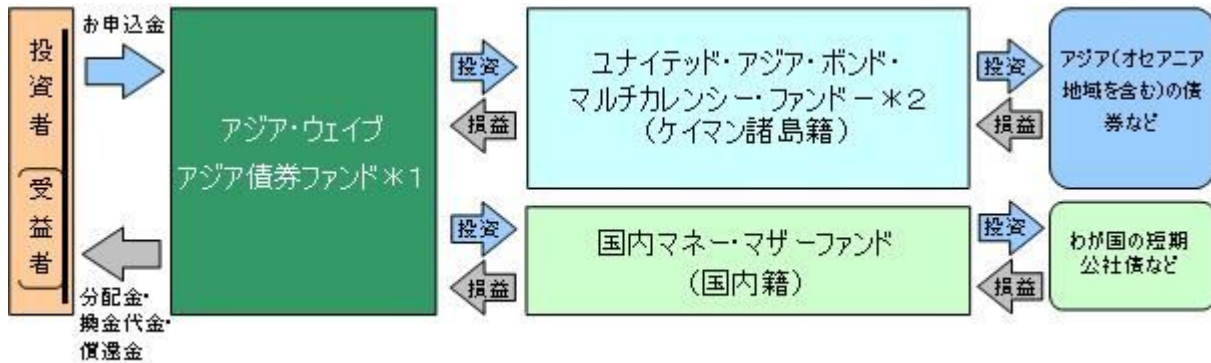 投資者
受益者
お申込金
分配金・
換金代金・
償還金
アジア・ウェイブ
アジア債券ファンド*1
投資
損益
投資
損益
ユナイテッド・アジア・ボンド・
マルチカレンシー・ファンドー*2
(ケイマン諸島籍)
国内マネー・マザーファンド
(国内籍)
投資
損益
投資
損益
アジア(オセアニア
地域を含む)の債
券など
わが国の短期
公社債など